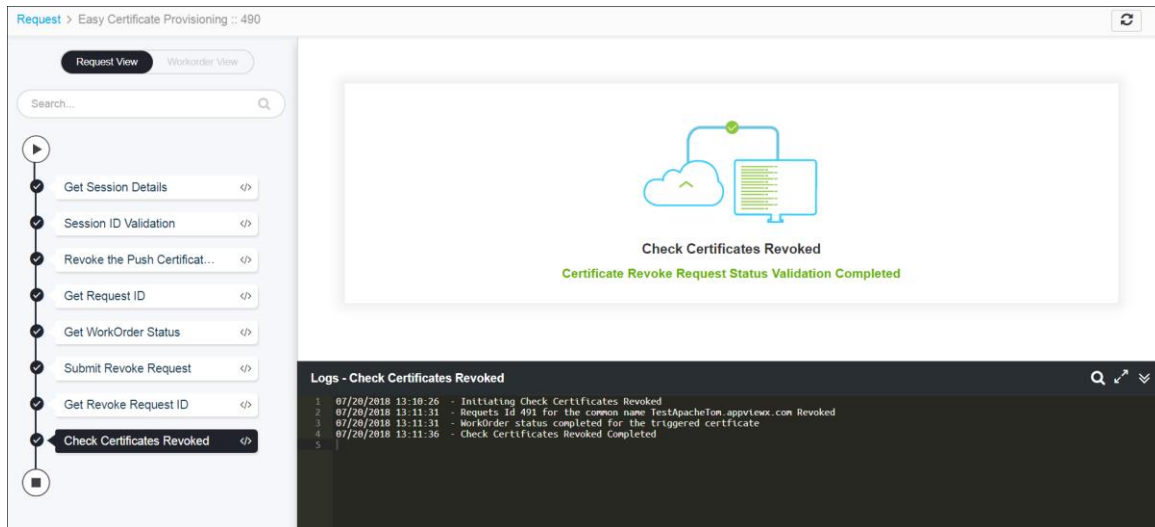 Request > Easy Certificate Provisioning :: 490
Request View Workorder View
Search...
Get Session Details </>
Session ID Validation </>
Revoke the Push Certificat... </>
Get Request ID </>
Get WorkOrder Status </>
Submit Revoke Request </>
Get Revoke Request ID </>
Check Certificates Revoked </>
Check Certificates Revoked
Certificate Revoke Request Status Validation Completed
Logs - Check Certificates Revoked
1 07/20/2018 13:10:26 - Initiating Check Certificates Revoked
2 07/20/2018 13:11:31 - Requets Id 491 for the common name TestApacheTom.appviewx.com Revoked
3 07/20/2018 13:11:31 - WorkOrder status completed for the triggered certficate
4 07/20/2018 13:11:36 - Check Certificates Revoked Completed
5